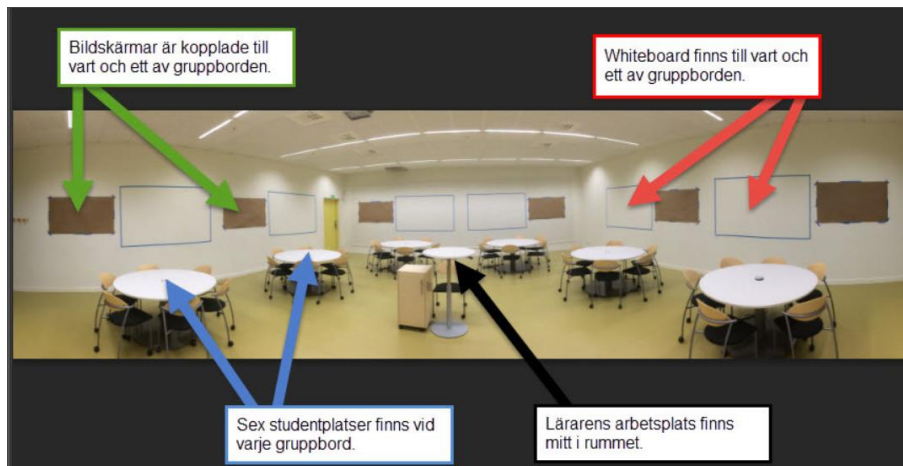 Bildskärmar är kopplade till
vart och ett av gruppborden.
Whiteboard finns till vart och
ett av gruppborden.
Sex studentplatser finns vid
varje gruppbord.
Lärarens arbetsplats finns
mitt i rummet.